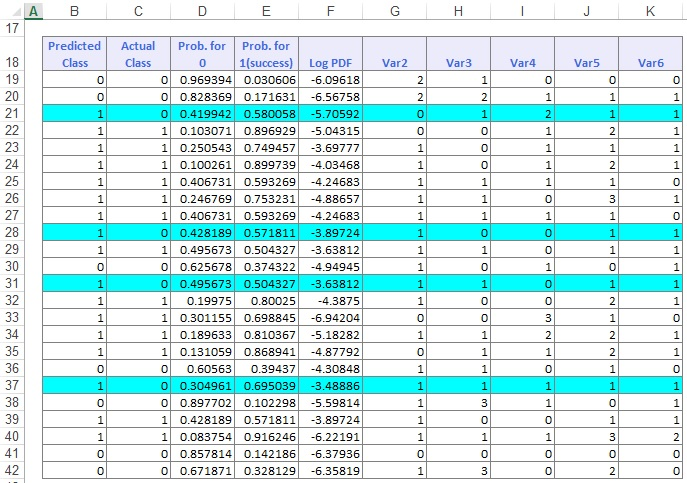 A B C D E F G H I J K
17
Predicted Actual Prob. for Prob. for
18 Class Class 0 1(success) Log PDF Var2 Var3 Var4 Var5 Var6
19 0 0 0.969394 0.030606 -6.09618 2 1 0 0 0
20 0 0 0.828369 0.171631 -6.56758 2 2 1 1 1
21 1 0 0.419942 0.580058 -5.70592 0 1 2 1 1
22 1 1 0.103071 0.896929 -5.04315 0 0 1 2 1
23 1 1 0.250543 0.749457 -3.69777 1 1 1 1 1
24 1 1 0.100261 0.899739 -4.03468 1 0 1 2 1
25 1 1 0.406731 0.593269 -4.24683 1 1 1 1 0
26 1 1 0.246769 0.753231 -4.88657 1 1 0 3 1
27 1 1 0.406731 0.593269 -4.24683 1 1 1 1 0
28 1 0 0.428189 0.571811 -3.89724 1 0 0 1 1
29 1 1 0.495673 0.504327 -3.63812 1 1 0 1 1
30 0 0 0.625678 0.374322 -4.94945 1 0 1 0 1
31 1 0 0.495673 0.504327 -3.63812 1 1 0 1 1
32 1 1 0.19975 0.80025 -4.3875 1 0 0 2 1
33 1 1 0.301155 0.698845 -6.94204 0 0 3 1 0
34 1 1 0.189633 0.810367 -5.18282 1 1 2 2 1
35 1 1 0.131059 0.868941 -4.87792 0 1 1 2 1
36 0 0 0.60563 0.39437 -4.30848 1 1 0 1 0
37 1 0 0.304961 0.695039 -3.48886 1 1 1 1 1
38 0 0 0.897702 0.102298 -5.59814 1 3 1 0 1
39 1 1 0.428189 0.571811 -3.89724 1 0 0 1 1
40 1 1 0.083754 0.916246 -6.22191 1 1 1 3 2
41 0 0 0.857814 0.142186 -6.37936 0 0 0 0 0
42 0 0 0.671871 0.328129 -6.35819 1 3 0 2 0